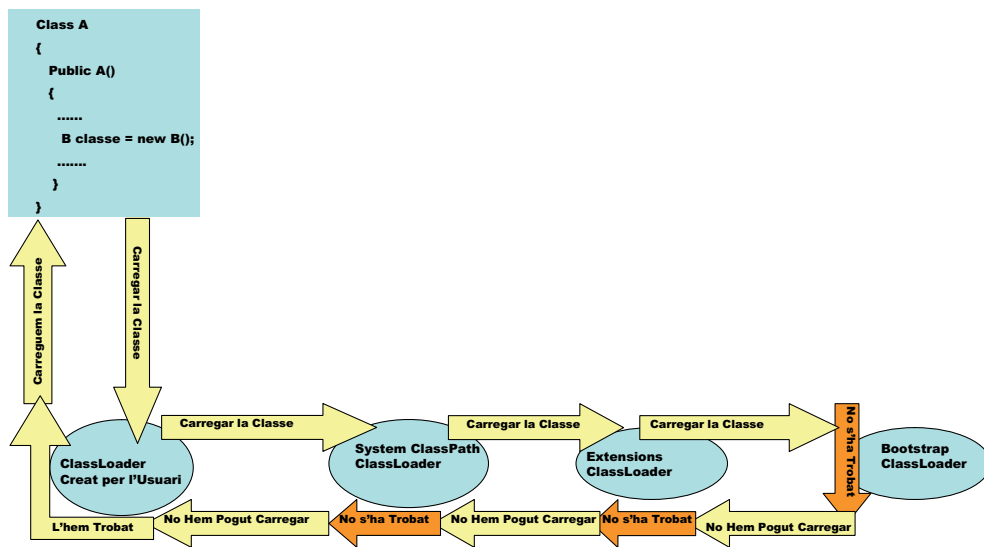 Class A
{
Public A()
{
......
B classe = new B();
.......
}
}
Carreguem la Classe
Carregar la Classe
Carregar la Classe
Carregar la Classe
Carregar la Classe
No s'ha Trobat
ClassLoader
Creat per l'Usuari
System ClassPath
ClassLoader
Extensions
ClassLoader
Bootstrap
ClassLoader
L'hem Trobat
No Hem Pogut Carregar
No s'ha Trobat
No Hem Pogut Carregar
No s'ha Trobat
No Hem Pogut Carregar